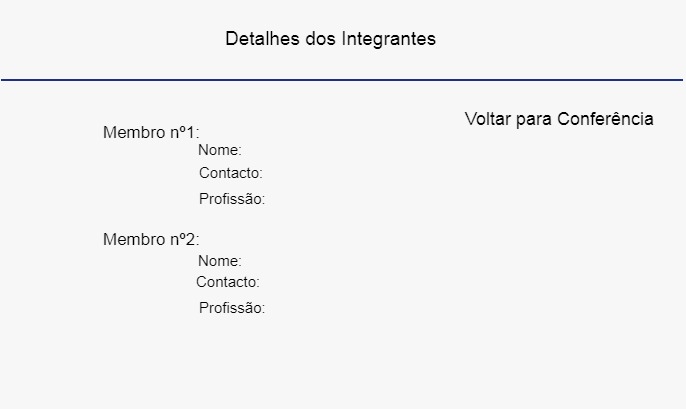 Detalhes dos Integrantes
Voltar para Conferência
Membro nº1:
Nome:
Contacto:
Profissão:
Membro nº2:
Nome:
Contacto:
Profissão: